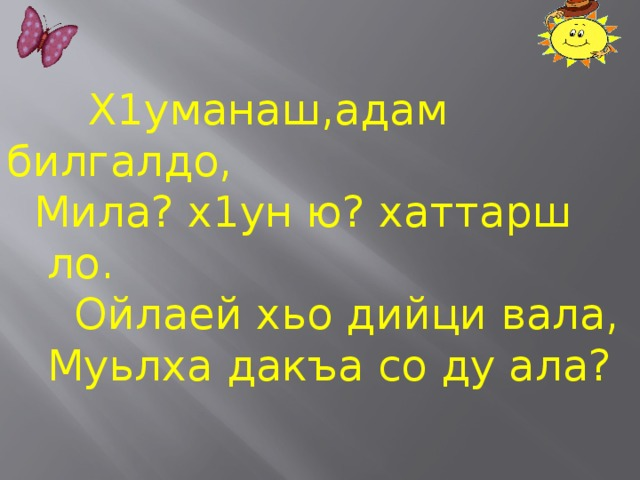 Х1уманаш,адам
билгалдо,
Мила? х1ун ю? хаттарш
ло.
Ойлаей хьо дийци вала,
Муьлха дакъа со ду ала?